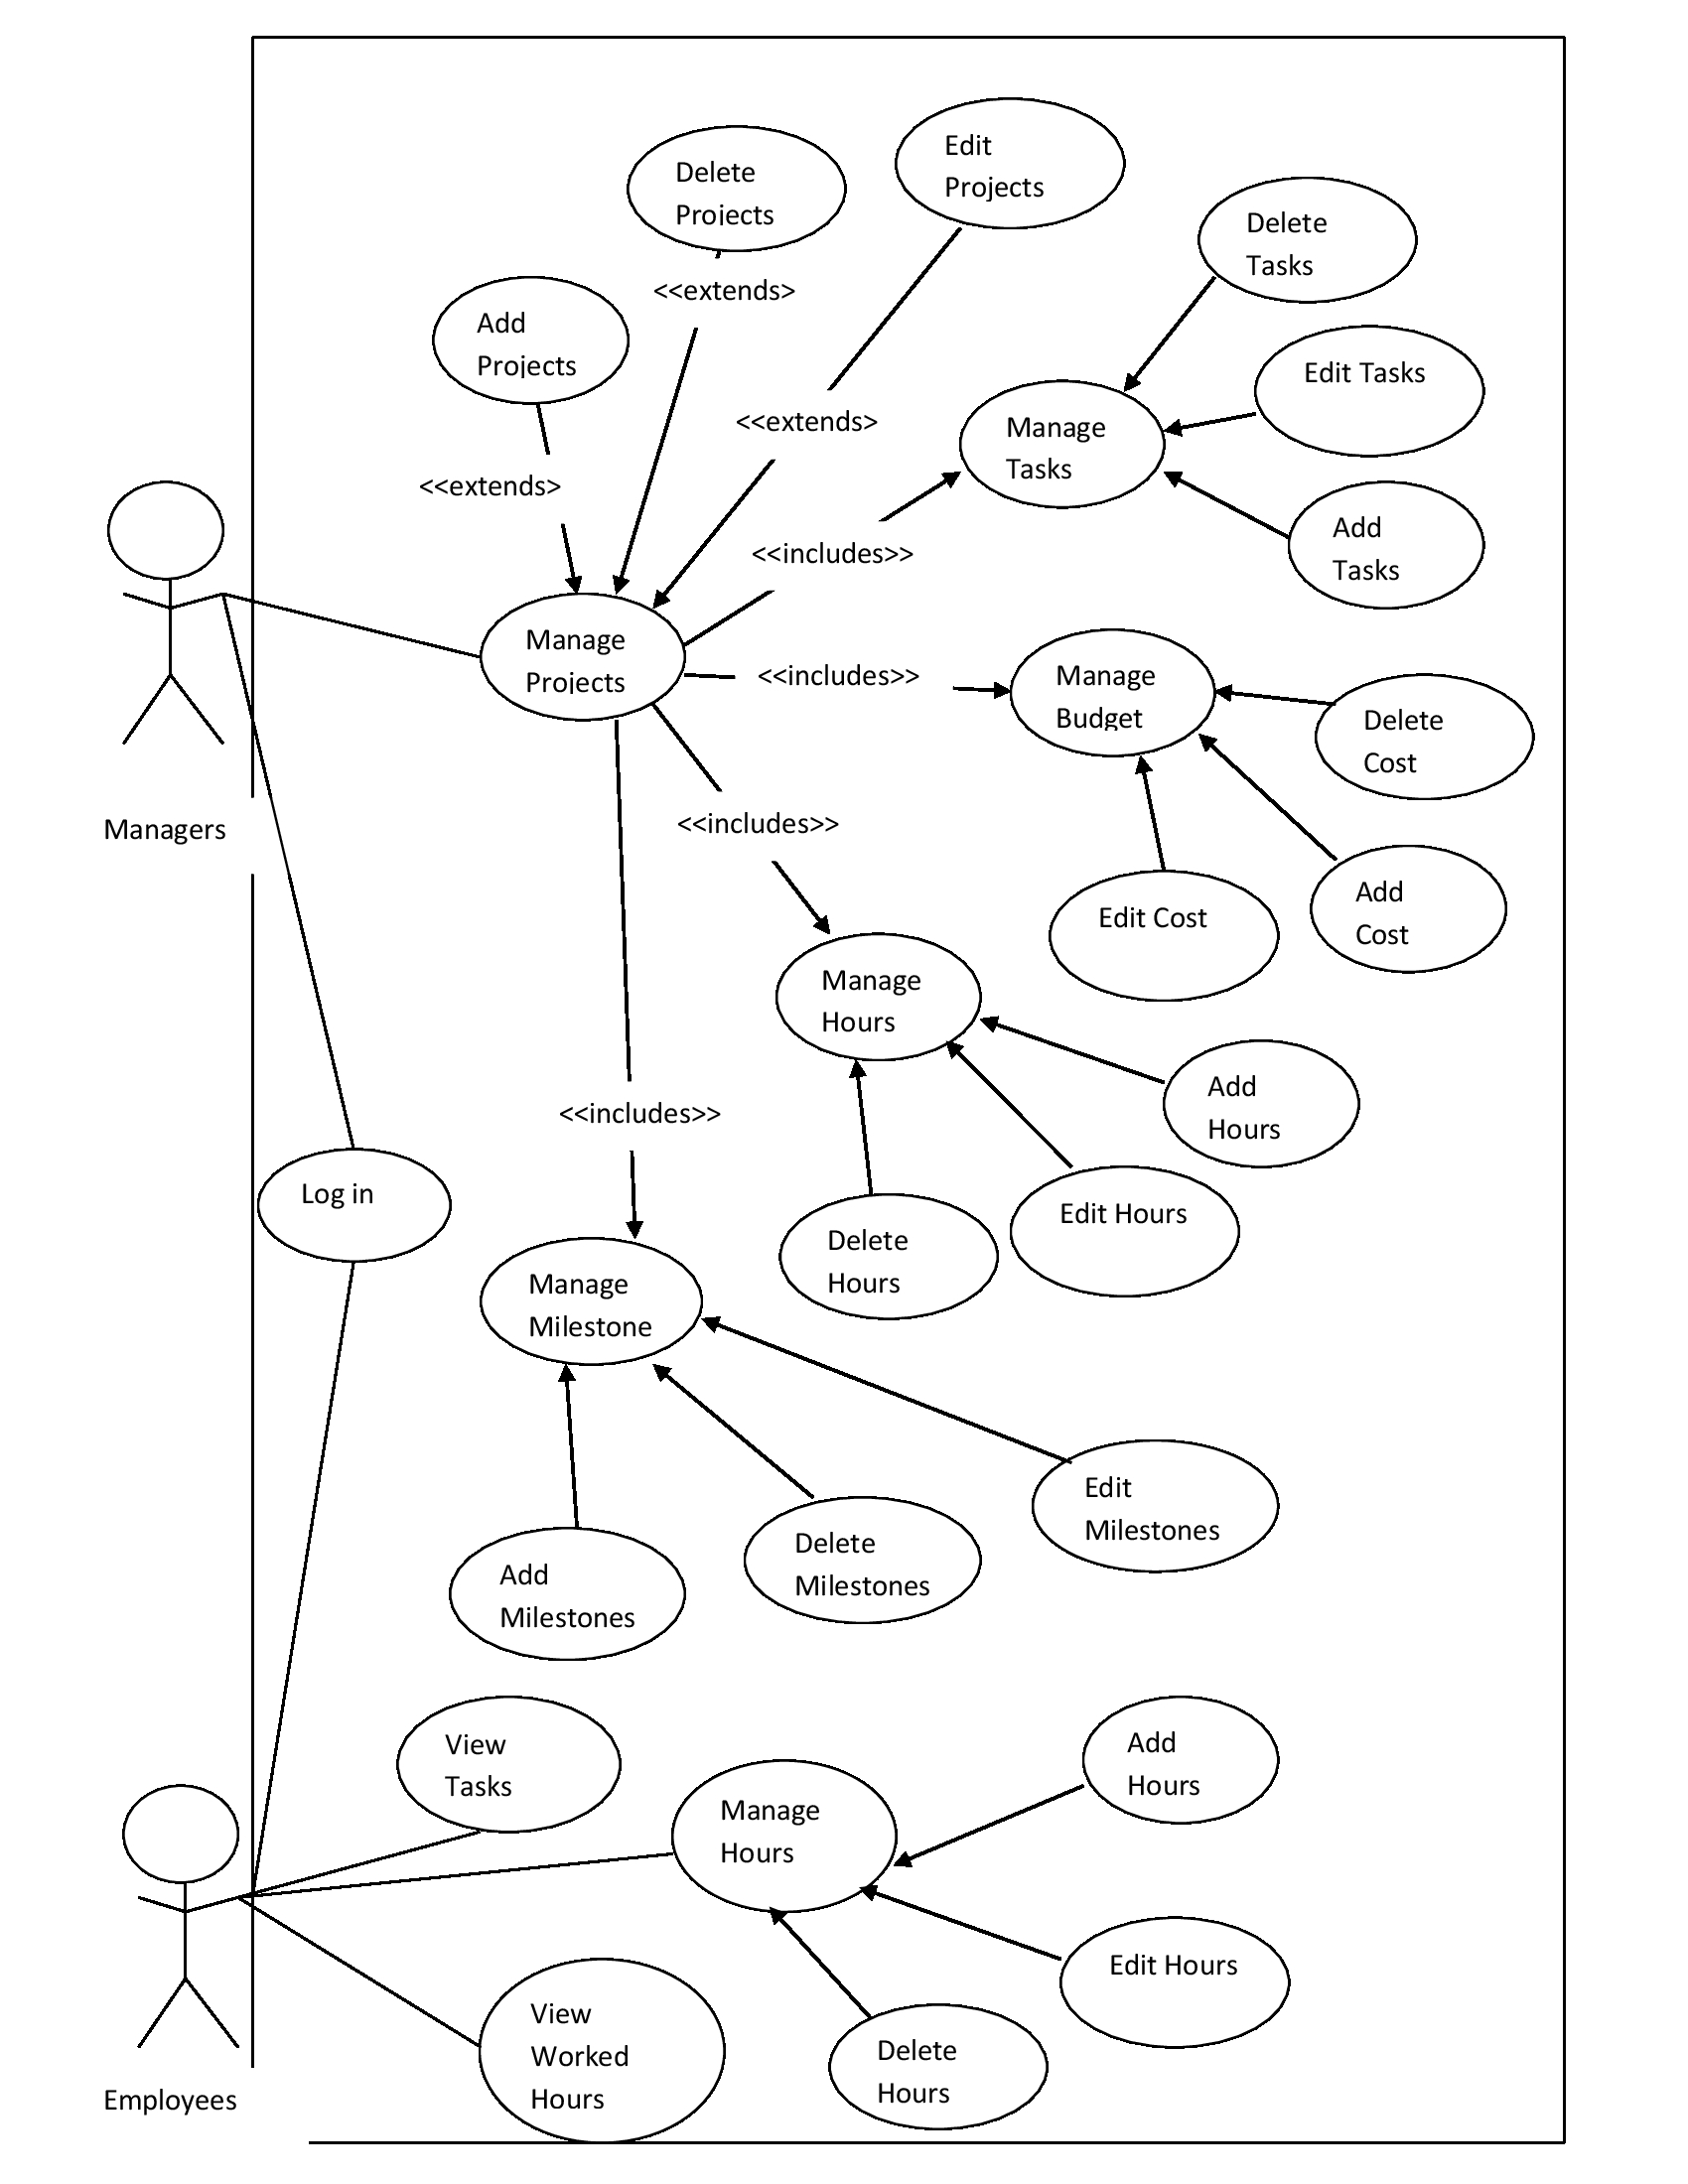 Edit
Projects
Delete
Projects
Delete
Tasks
<<extends>
Add
Projects
Edit Tasks
<<extends>
Manage
Tasks
<<extends>
Add
Tasks
<<includes>>
Manage
Projects
<<includes>>
Manage
Budget
Delete
Cost
Managers
<<includes>>
Edit Cost
Add
Cost
Manage
Hours
Add
Hours
<<includes>>
Log in
Edit Hours
Delete
Hours
Manage
Milestone
Edit
Milestones
Delete
Milestones
Add
Milestones
View
Tasks
Add
Hours
Manage
Hours
Edit Hours
View
Worked
Hours
Delete
Hours
Employees